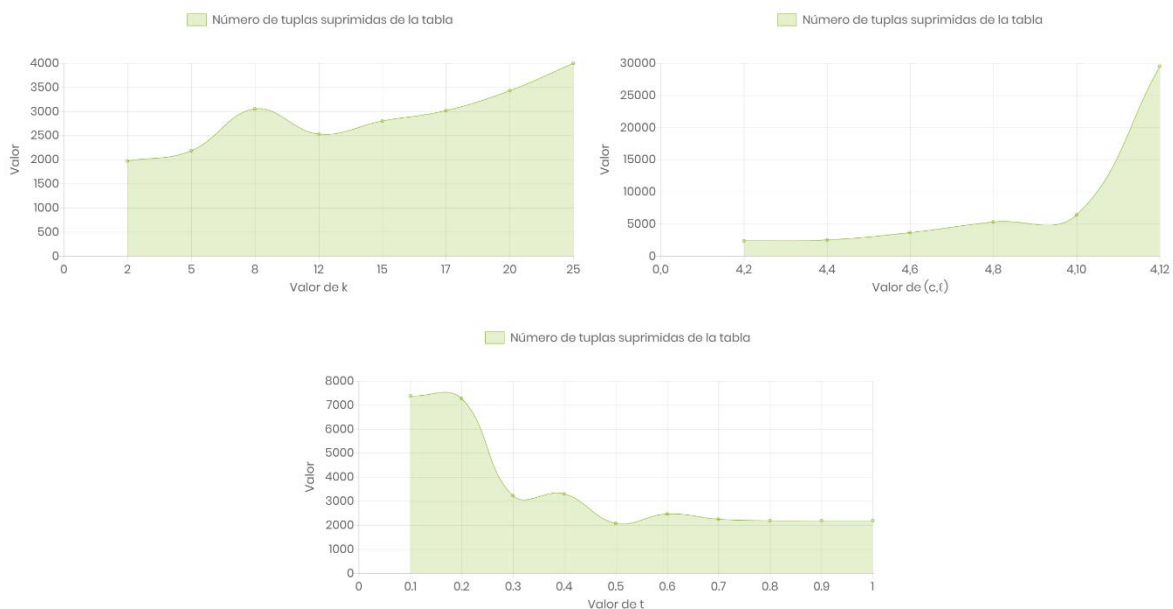 Número de tuplas suprimidas de la tabla
4000
3500
3000
2500
2000
1500
1000
500
0
Valor
0 2 5 8 12 15 17 20 25
Valor de k
Número de tuplas suprimidas de la tabla
30000
25000
20000
15000
10000
5000
0
Valor
0,0 4,2 4,4 4,6 4,8 4,10 4,12
Valor de (c,ℓ)
Número de tuplas suprimidas de la tabla
8000
7000
6000
5000
4000
3000
2000
1000
0
Valor
0 0.1 0.2 0.3 0.4 0.5 0.6 0.7 0.8 0.9 1
Valor de t